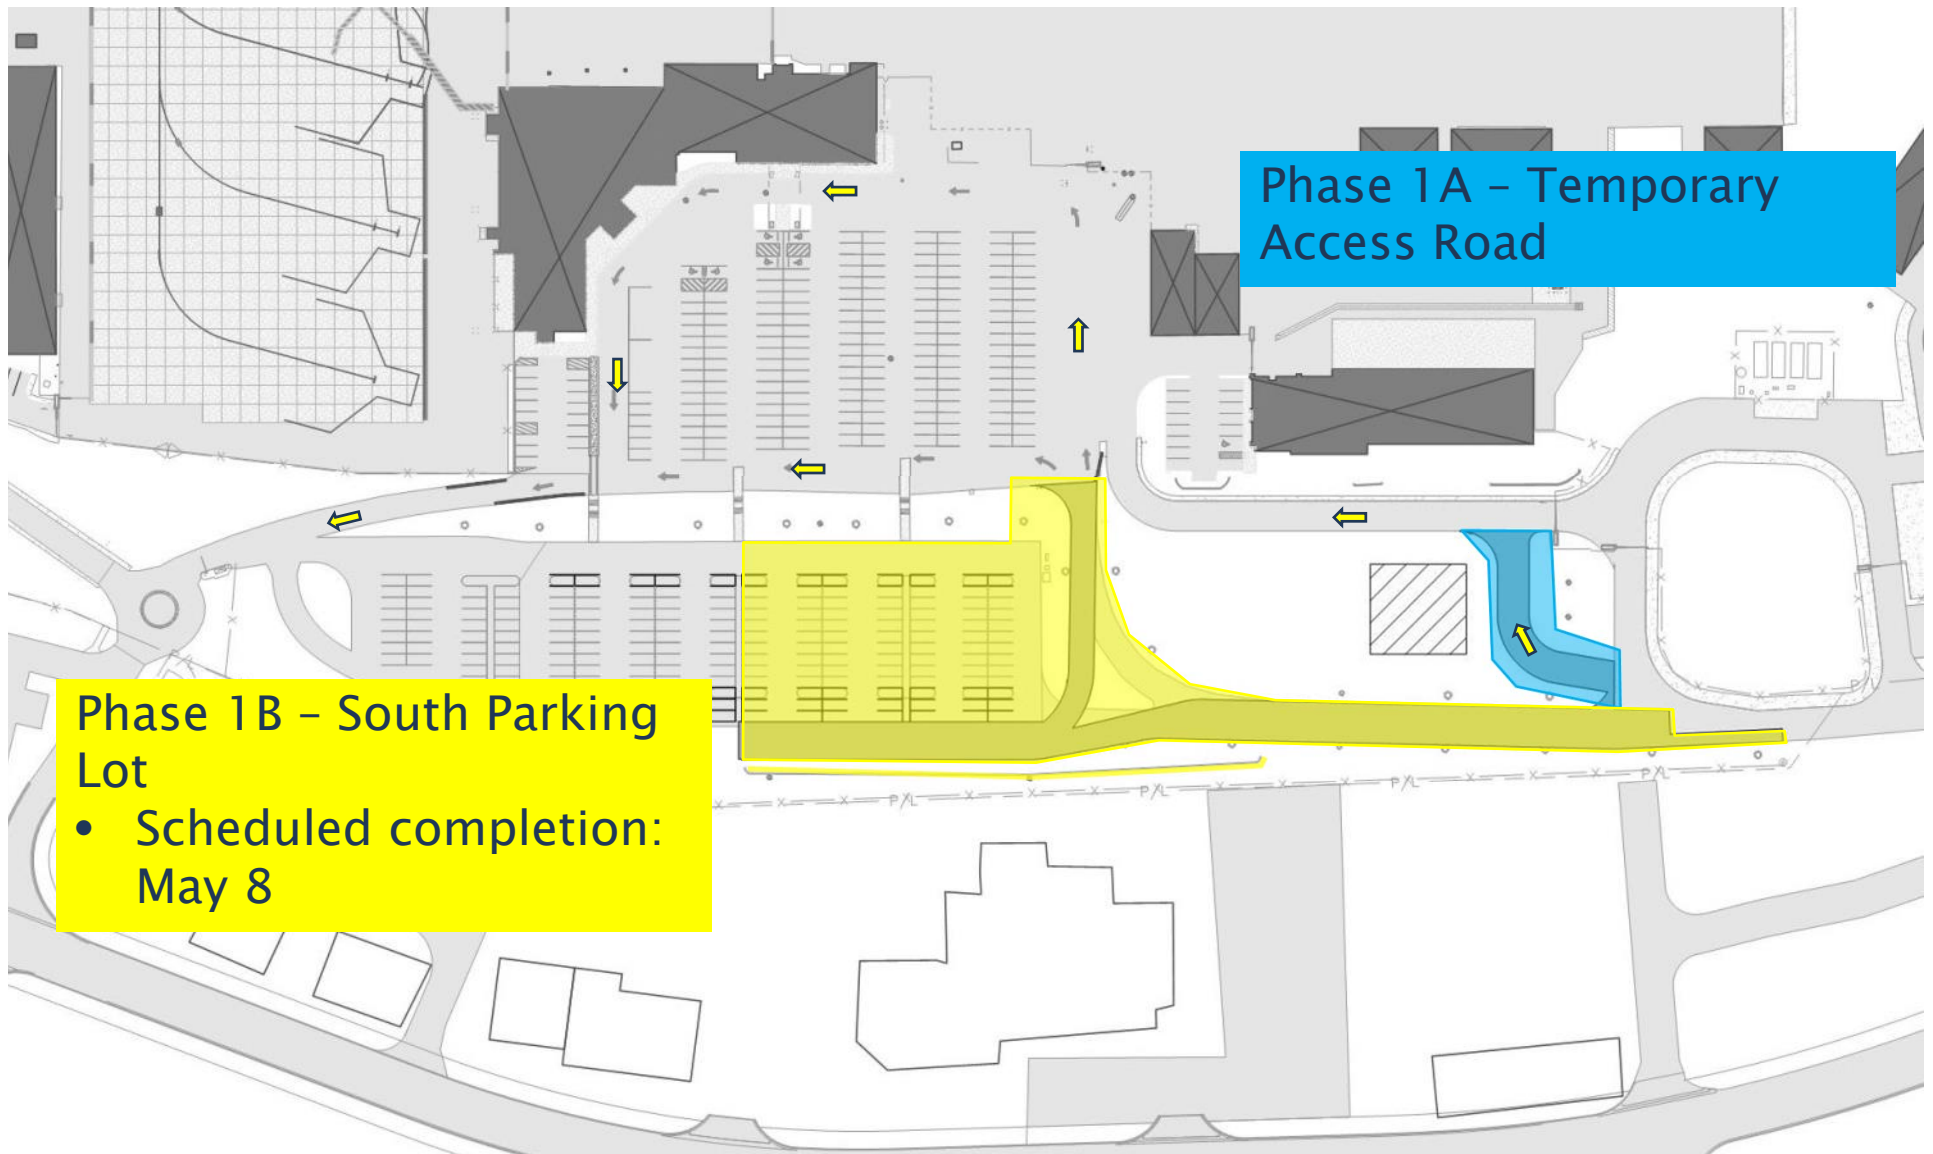 Phase 1A – Temporary
Access Road
Phase 1B – South Parking
Lot
• Scheduled completion:
May 8
P/L
P/L
P/L
P/L
P/L
P/L